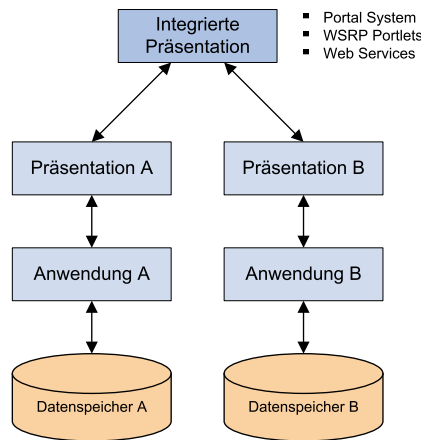 Integrierte
Präsentation
▪ Portal System
▪ WSRP Portlets
▪ Web Services
Präsentation A
Präsentation B
Anwendung A
Anwendung B
Datenspeicher A
Datenspeicher B